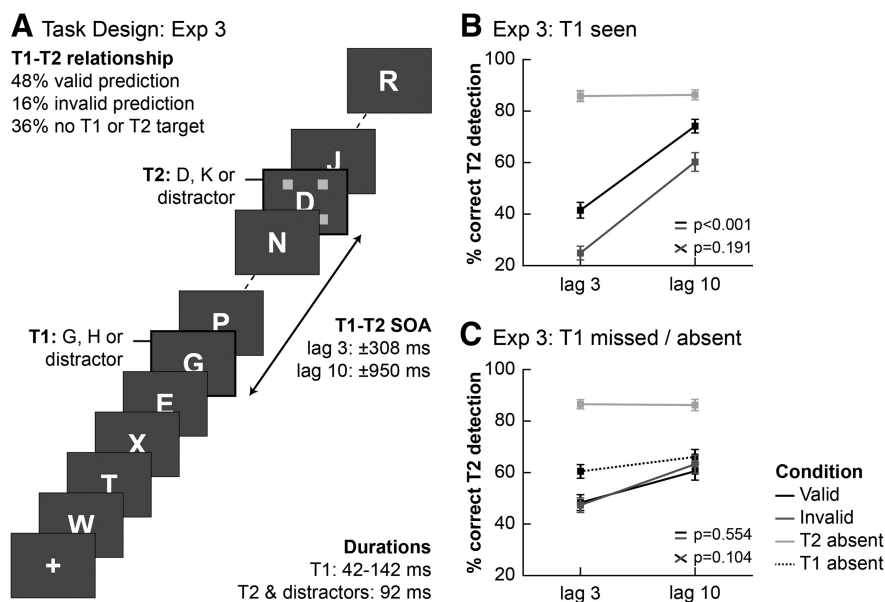 A Task Design: Exp 3
T1-T2 relationship
48% valid prediction
16% invalid prediction
36% no T1 or T2 target
R
J
T2: D, K or
distractor
D
N
P
T1: G, H or
distractor
G
E
X
T
W
+
T1-T2 SOA
lag 3: ±308 ms
lag 10: ±950 ms
Durations
T1: 42-142 ms
T2 & distractors: 92 ms
B Exp 3: T1 seen
% correct T2 detection
100
80
60
40
20
lag 3 lag 10
= p<0.001
× p=0.191
C Exp 3: T1 missed / absent
% correct T2 detection
100
80
60
40
20
lag 3 lag 10
= p=0.554
× p=0.104
Condition
Valid
Invalid
T2 absent
T1 absent